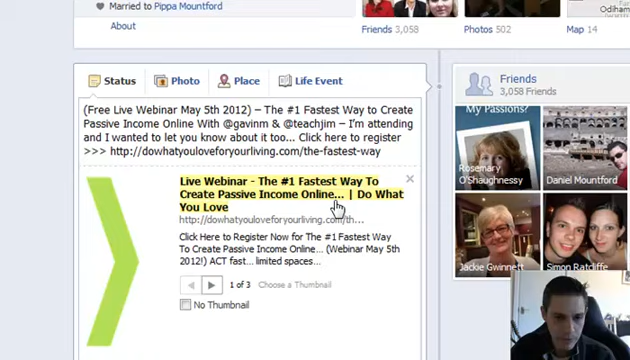 Married to Pippa Mountford
About
Friends 3,058
Photos 502
Map 14
Odiham
Status
Photo
Place
Life Event
(Free Live Webinar May 5th 2012) – The #1 Fastest Way to Create
Passive Income Online With @gavinm & @teachjim – I'm attending
and I wanted to let you know about it too... Click here to register
>>> http://dowhatyouloveforyourliving.com/the-fastest-way
Live Webinar - The #1 Fastest Way To
Create Passive Income Online... | Do What
You Love
http://dowhatyouloveforyourliving.com/th...
Click Here to Register Now for The #1 Fastest Way
To Create Passive Income Online... (Webinar May 5th
2012!) ACT fast... limited spaces...
1 of 3 Choose a Thumbnail
No Thumbnail
Friends
3,058 Friends
My Passions?
Rosemary
O'Shaughnessy
Daniel Mountford
Jackie Gwinnett
Simon Ratcliffe